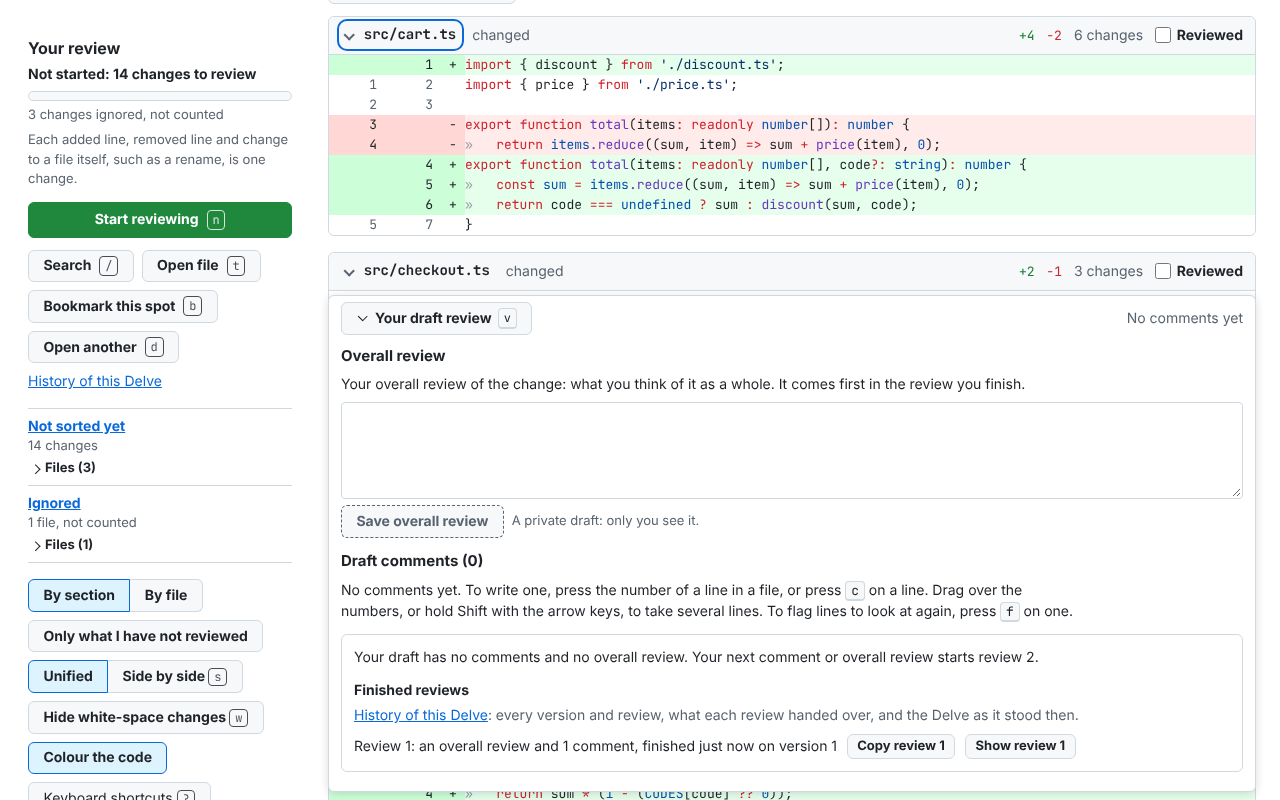 Your review
Not started: 14 changes to review
3 changes ignored, not counted
Each added line, removed line and change
to a file itself, such as a rename, is one
change.
Start reviewing n
Search / Open file t
Bookmark this spot b
Open another d
History of this Delve
Not sorted yet
14 changes
Files (3)
Ignored
1 file, not counted
Files (1)
By section By file
Only what I have not reviewed
Unified Side by side s
Hide white-space changes w
Colour the code
Keyboard shortcuts ?
src/cart.ts changed +4 -2 6 changes Reviewed
1 + import { discount } from './discount.ts';
1 2 import { price } from './price.ts';
2 3
3 - export function total(items: readonly number[]): number {
4 - » return items.reduce((sum, item) => sum + price(item), 0);
4 + export function total(items: readonly number[], code?: string): number {
5 + » const sum = items.reduce((sum, item) => sum + price(item), 0);
6 + » return code === undefined ? sum : discount(sum, code);
5 7 }
src/checkout.ts changed +2 -1 3 changes Reviewed
Your draft review v No comments yet
Overall review
Your overall review of the change: what you think of it as a whole. It comes first in the review you finish.
Save overall review A private draft: only you see it.
Draft comments (0)
No comments yet. To write one, press the number of a line in a file, or press c on a line. Drag over the
numbers, or hold Shift with the arrow keys, to take several lines. To flag lines to look at again, press f on one.
Your draft has no comments and no overall review. Your next comment or overall review starts review 2.
Finished reviews
History of this Delve: every version and review, what each review handed over, and the Delve as it stood then.
Review 1: an overall review and 1 comment, finished just now on version 1 Copy review 1 Show review 1
4 + » return sum * (1 - (CODES[code] ?? 0));